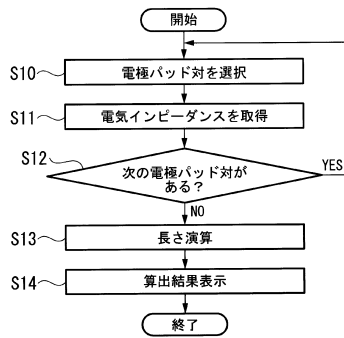 開始
S10 電極パッド対を選択
S11 電気インピーダンスを取得
S12
次の電極パッド対が
ある？
YES
NO
S13 長さ演算
S14 算出結果表示
終了